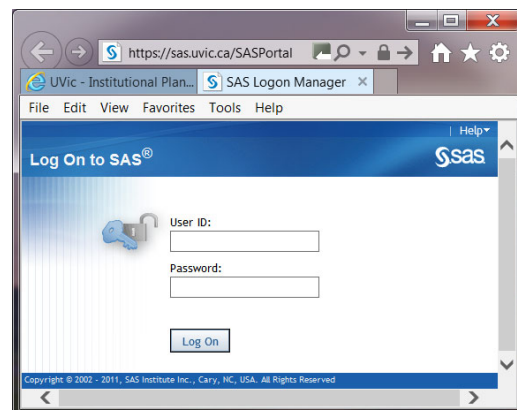 https://sas.uvic.ca/SASPortal
UVic - Institutional Plan...
SAS Logon Manager
File Edit View Favorites Tools Help
| Help
Log On to SAS®
sas
User ID:
Password:
Log On
Copyright © 2002 - 2011, SAS Institute Inc., Cary, NC, USA. All Rights Reserved